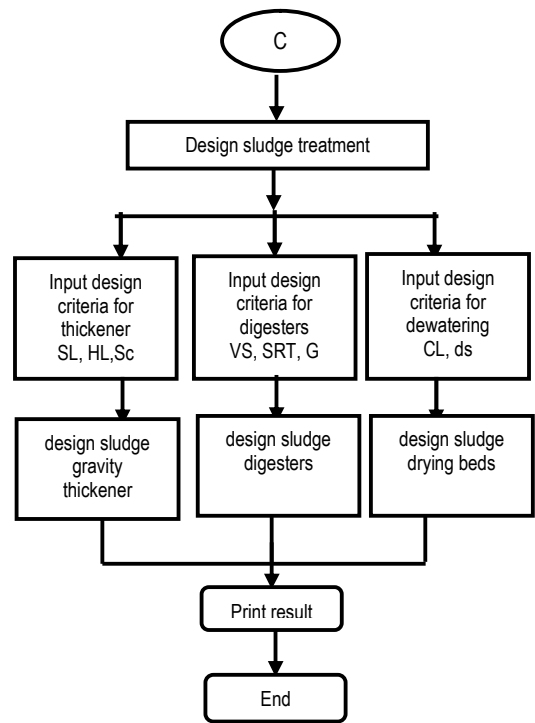 C
Design sludge treatment
Input design
criteria for
thickener
SL, HL,Sc
Input design
criteria for
digesters
VS, SRT, G
Input design
criteria for
dewatering
CL, ds
design sludge
gravity
thickener
design sludge
digesters
design sludge
drying beds
Print result
End